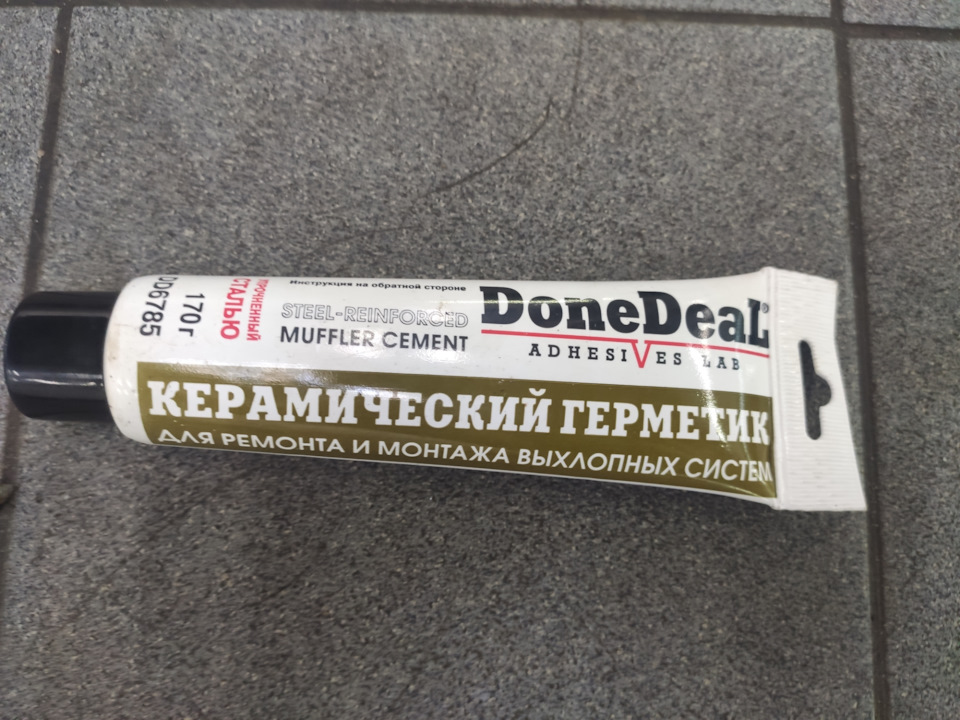 DoneDeaL®
ADHESIVES LAB
Инструкция на обратной стороне
STEEL-REINFORCED
MUFFLER CEMENT
СТАЛЬЮ
170 г
DD6785
КЕРАМИЧЕСКИЙ ГЕРМЕТИК
ДЛЯ РЕМОНТА И МОНТАЖА ВЫХЛОПНЫХ СИСТЕМ